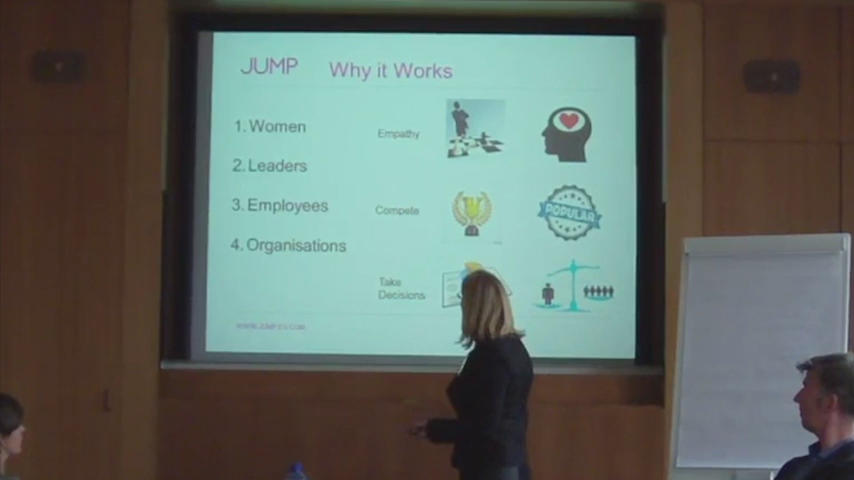 JUMP Why it Works
1. Women
2. Leaders
3. Employees
4. Organisations
Empathy
Compete
POPULAR
Take
Decisions